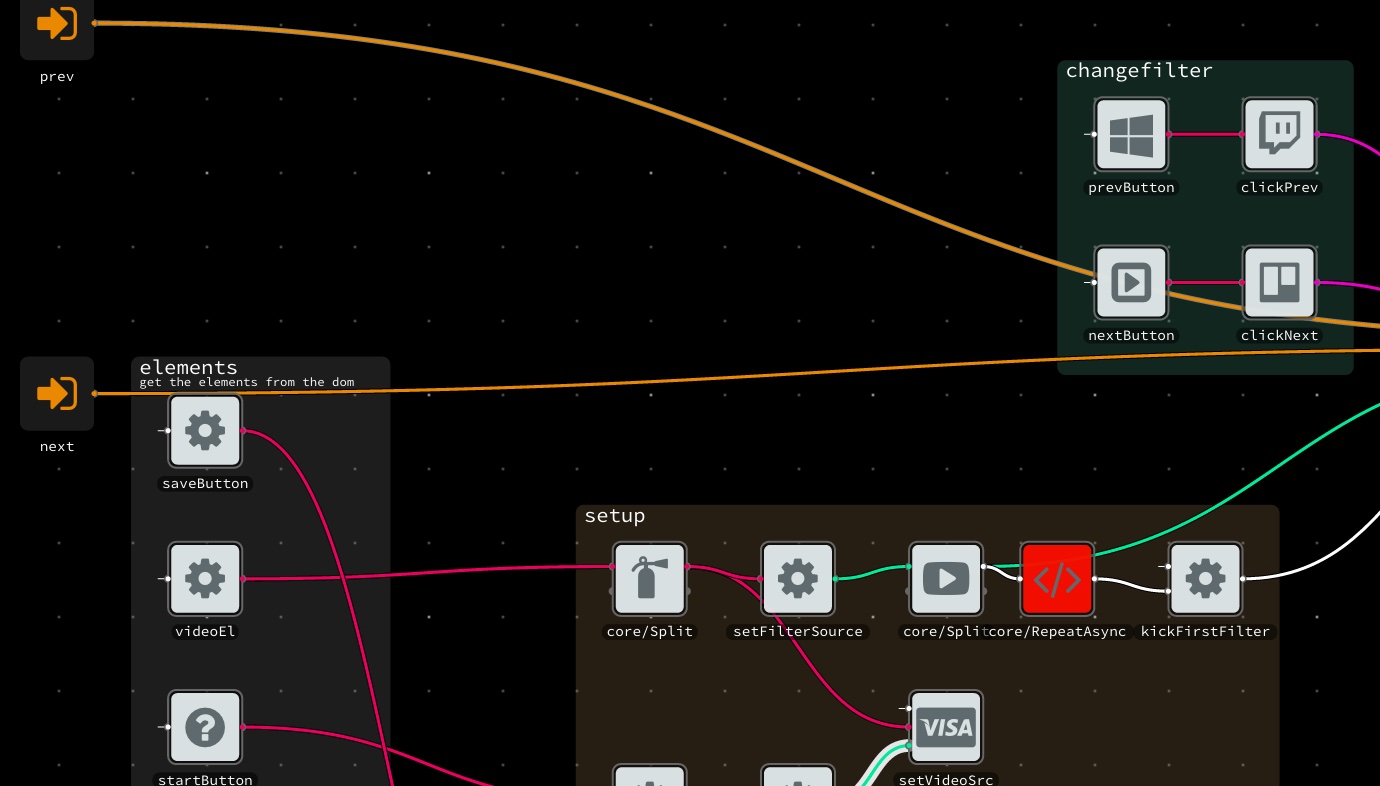 prev
changefilter
prevButton
clickPrev
nextButton
clickNext
next
elements
get the elements from the dom
saveButton
videoEl
startButton
setup
core/Split
setFilterSource
core/Split
core/RepeatAsync
kickFirstFilter
VISA
setVideoSrc